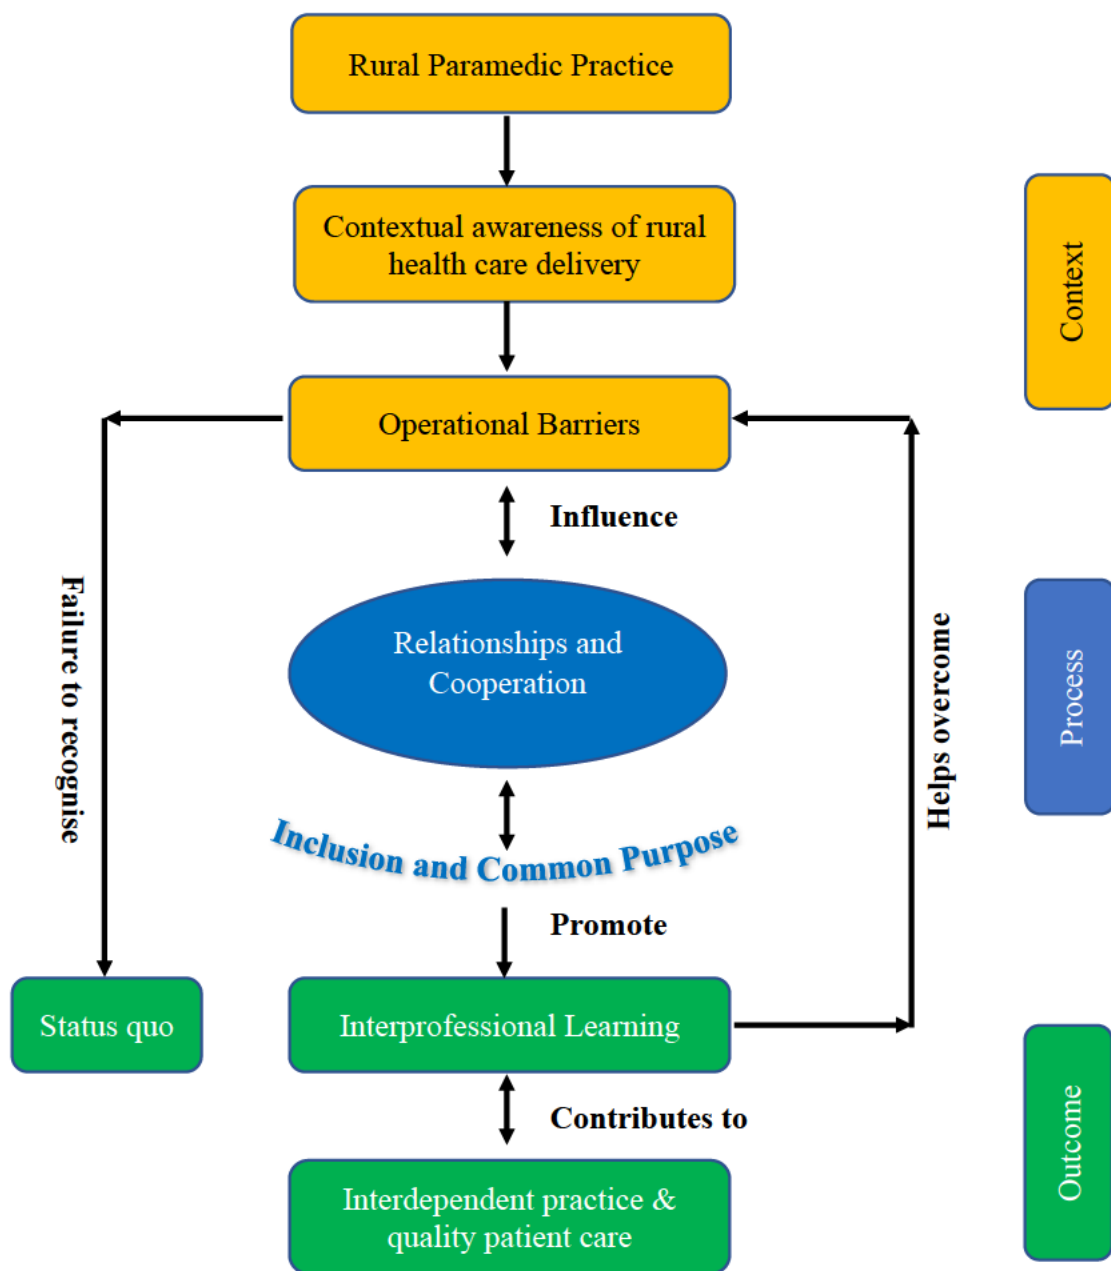 Rural Paramedic Practice
Contextual awareness of rural
health care delivery
Context
Operational Barriers
Influence
Failure to recognise
Relationships and
Cooperation
Helps overcome
Process
Inclusion and Common Purpose
Promote
Status quo
Interprofessional Learning
Contributes to
Outcome
Interdependent practice &
quality patient care